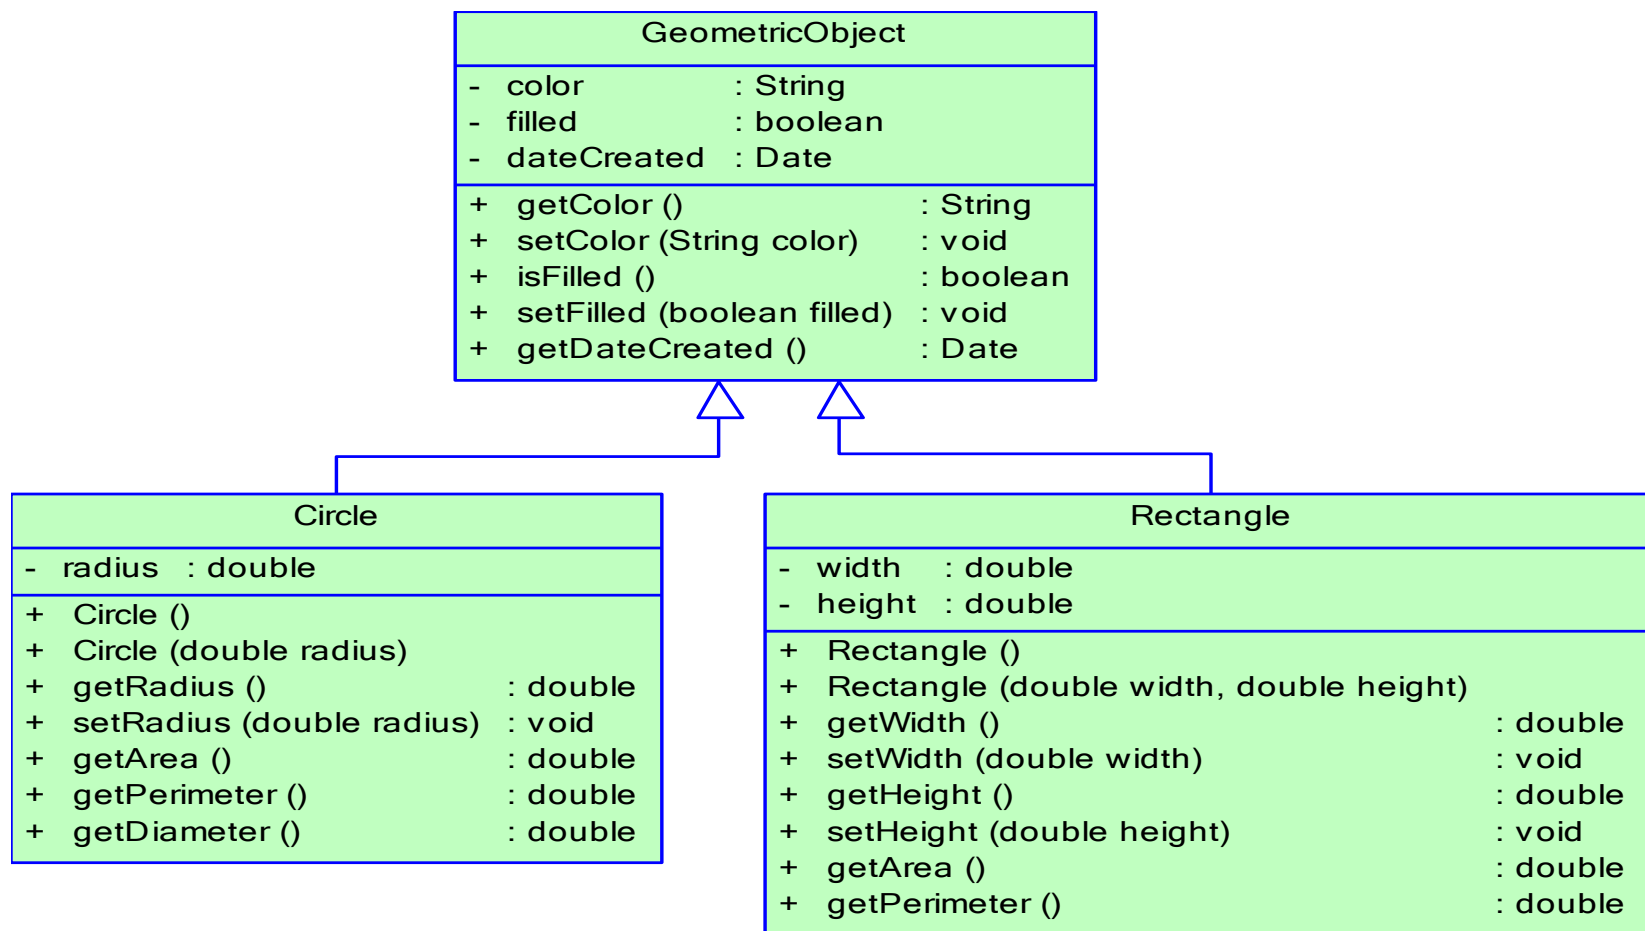 GeometricObject
- color : String
- filled : boolean
- dateCreated : Date
+ getColor () : String
+ setColor (String color) : void
+ isFilled () : boolean
+ setFilled (boolean filled) : void
+ getDateCreated () : Date
Circle
- radius : double
+ Circle ()
+ Circle (double radius)
+ getRadius () : double
+ setRadius (double radius) : void
+ getArea () : double
+ getPerimeter () : double
+ getDiameter () : double
Rectangle
- width : double
- height : double
+ Rectangle ()
+ Rectangle (double width, double height)
+ getWidth () : double
+ setWidth (double width) : void
+ getHeight () : double
+ setHeight (double height) : void
+ getArea () : double
+ getPerimeter () : double